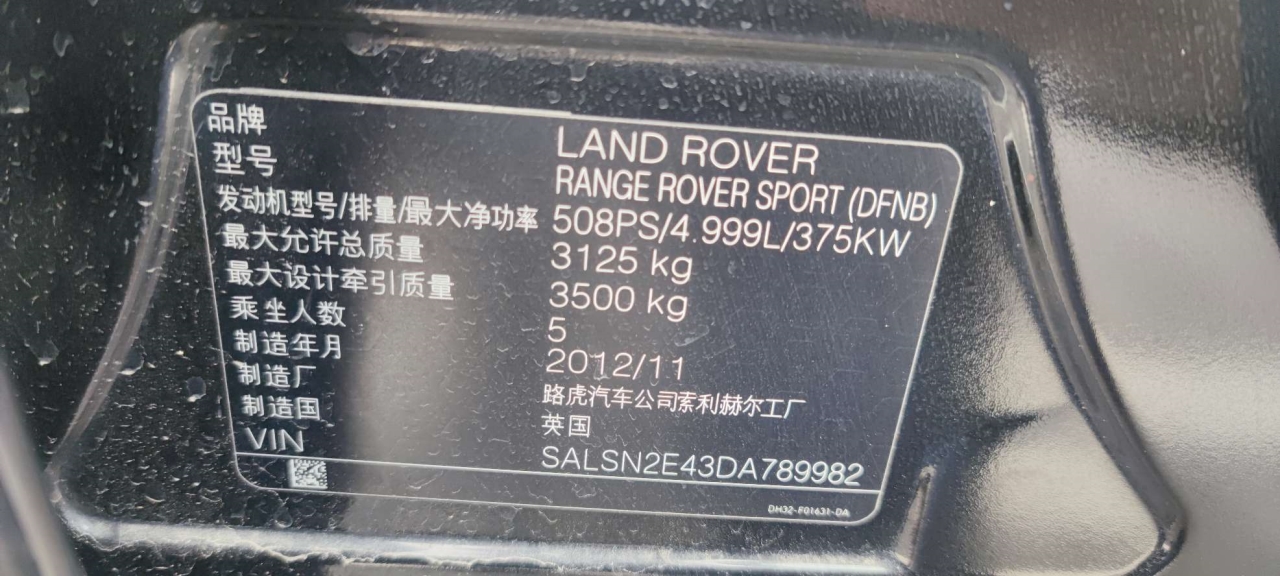 品牌 LAND ROVER
型号 RANGE ROVER SPORT (DFNB)
发动机型号/排量/最大净功率 508PS/4.999L/375KW
最大允许总质量 3125 kg
最大设计牵引质量 3500 kg
乘坐人数 5
制造年月 2012/11
制造厂 路虎汽车公司索利赫尔工厂
制造国 英国
VIN SALSN2E43DA789982
DH32-F01631-DA